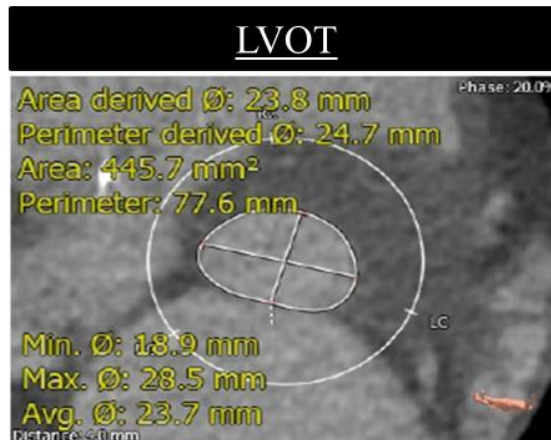 LVOT
Phase: 20.0%
Area derived Ø: 23.8 mm
Perimeter derived Ø: 24.7 mm
Area: 445.7 mm²
Perimeter: 77.6 mm
LC
Min. Ø: 18.9 mm
Max. Ø: 28.5 mm
Avg. Ø: 23.7 mm